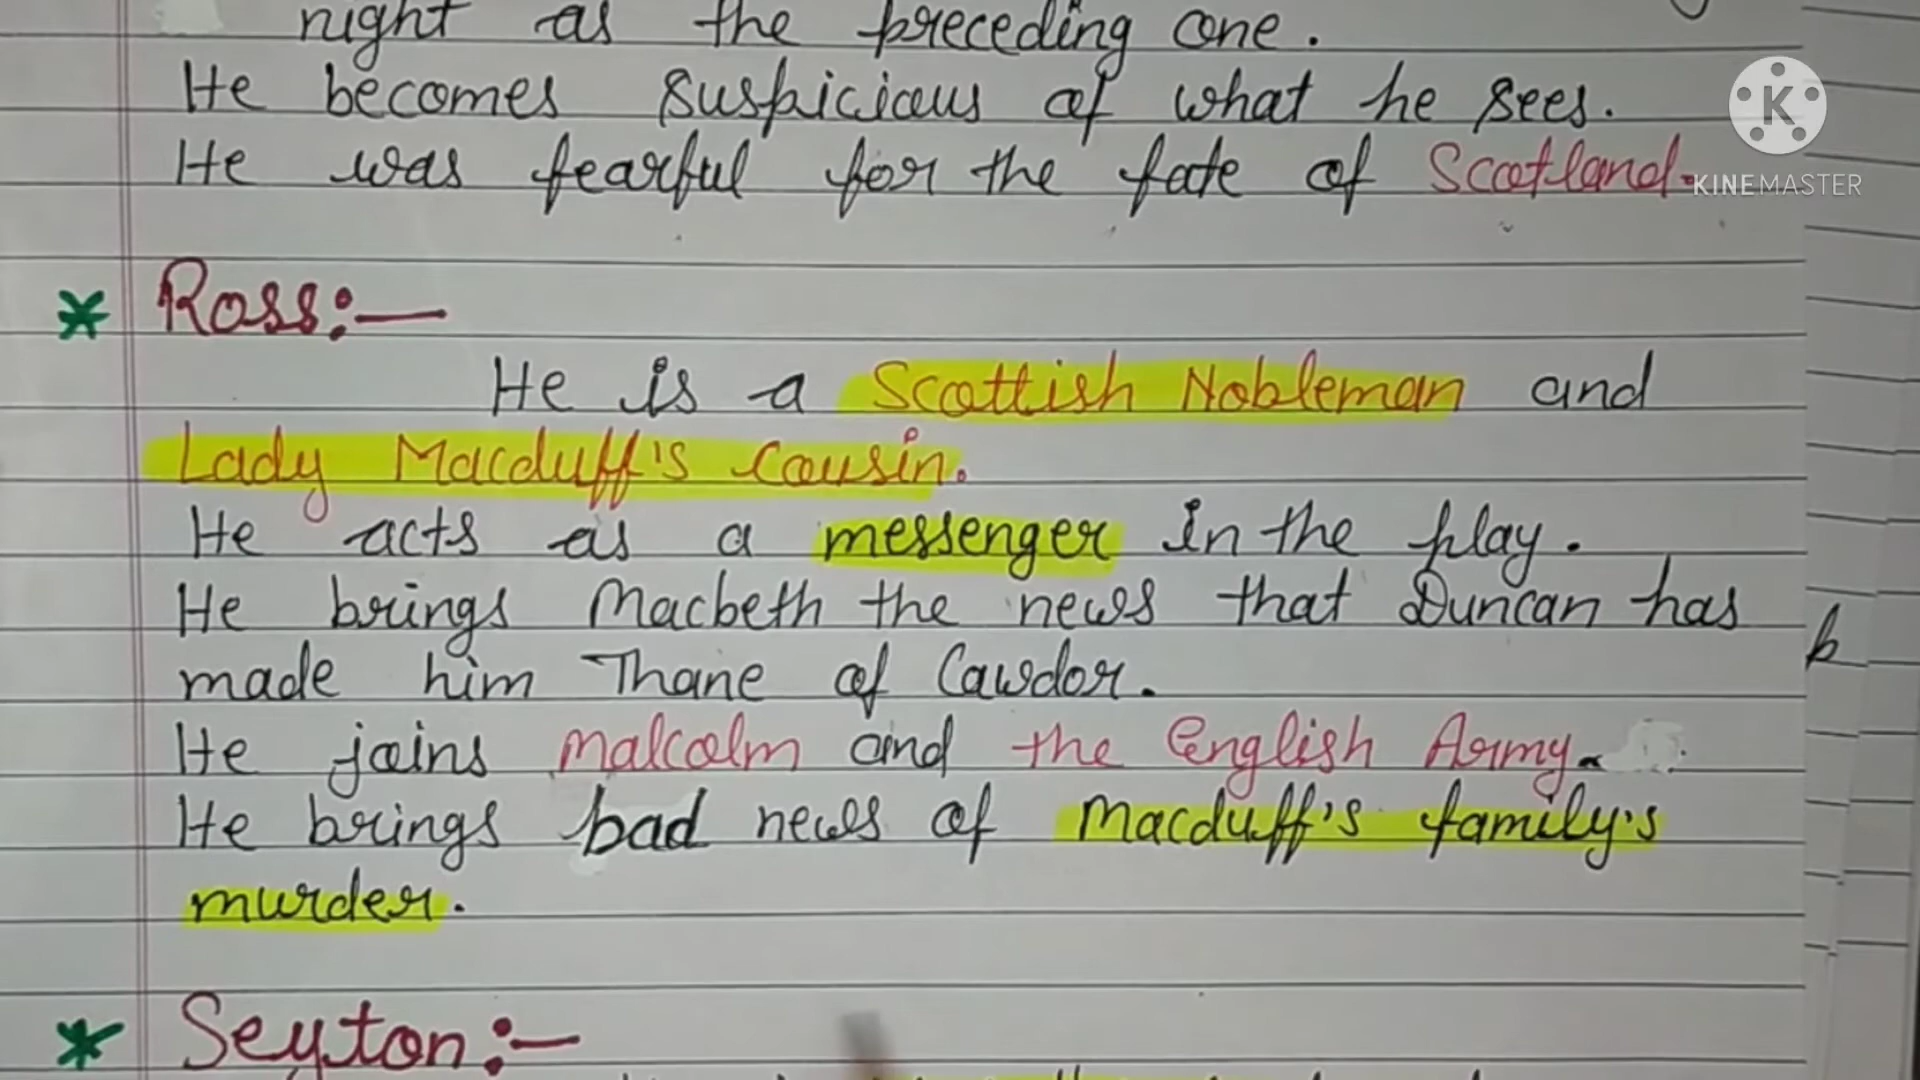 night as the preceding one.
He becomes suspicious of what he sees.
He was fearful for the fate of Scotland.
K
KINEMASTER
* Ross:—
He is a Scottish Nobleman and
Lady Macduff's cousin.
He acts as a messenger in the play.
He brings Macbeth the news that Duncan has
made him Thane of Cawdor.
He joins Malcolm and the English Army.
He brings bad news of Macduff's family's
murder.
* Seyton:—